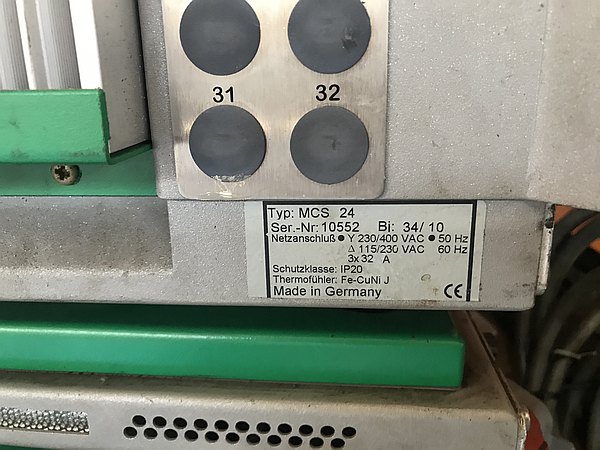 31 32
Typ: MCS 24
Ser.-Nr: 10552 Bj: 34/ 10
Netzanschluß ● Y 230/400 VAC ● 50 Hz
Δ 115/230 VAC 60 Hz
3x 32 A
Schutzklasse: IP20
Thermofühler: Fe-CuNi J
Made in Germany CE